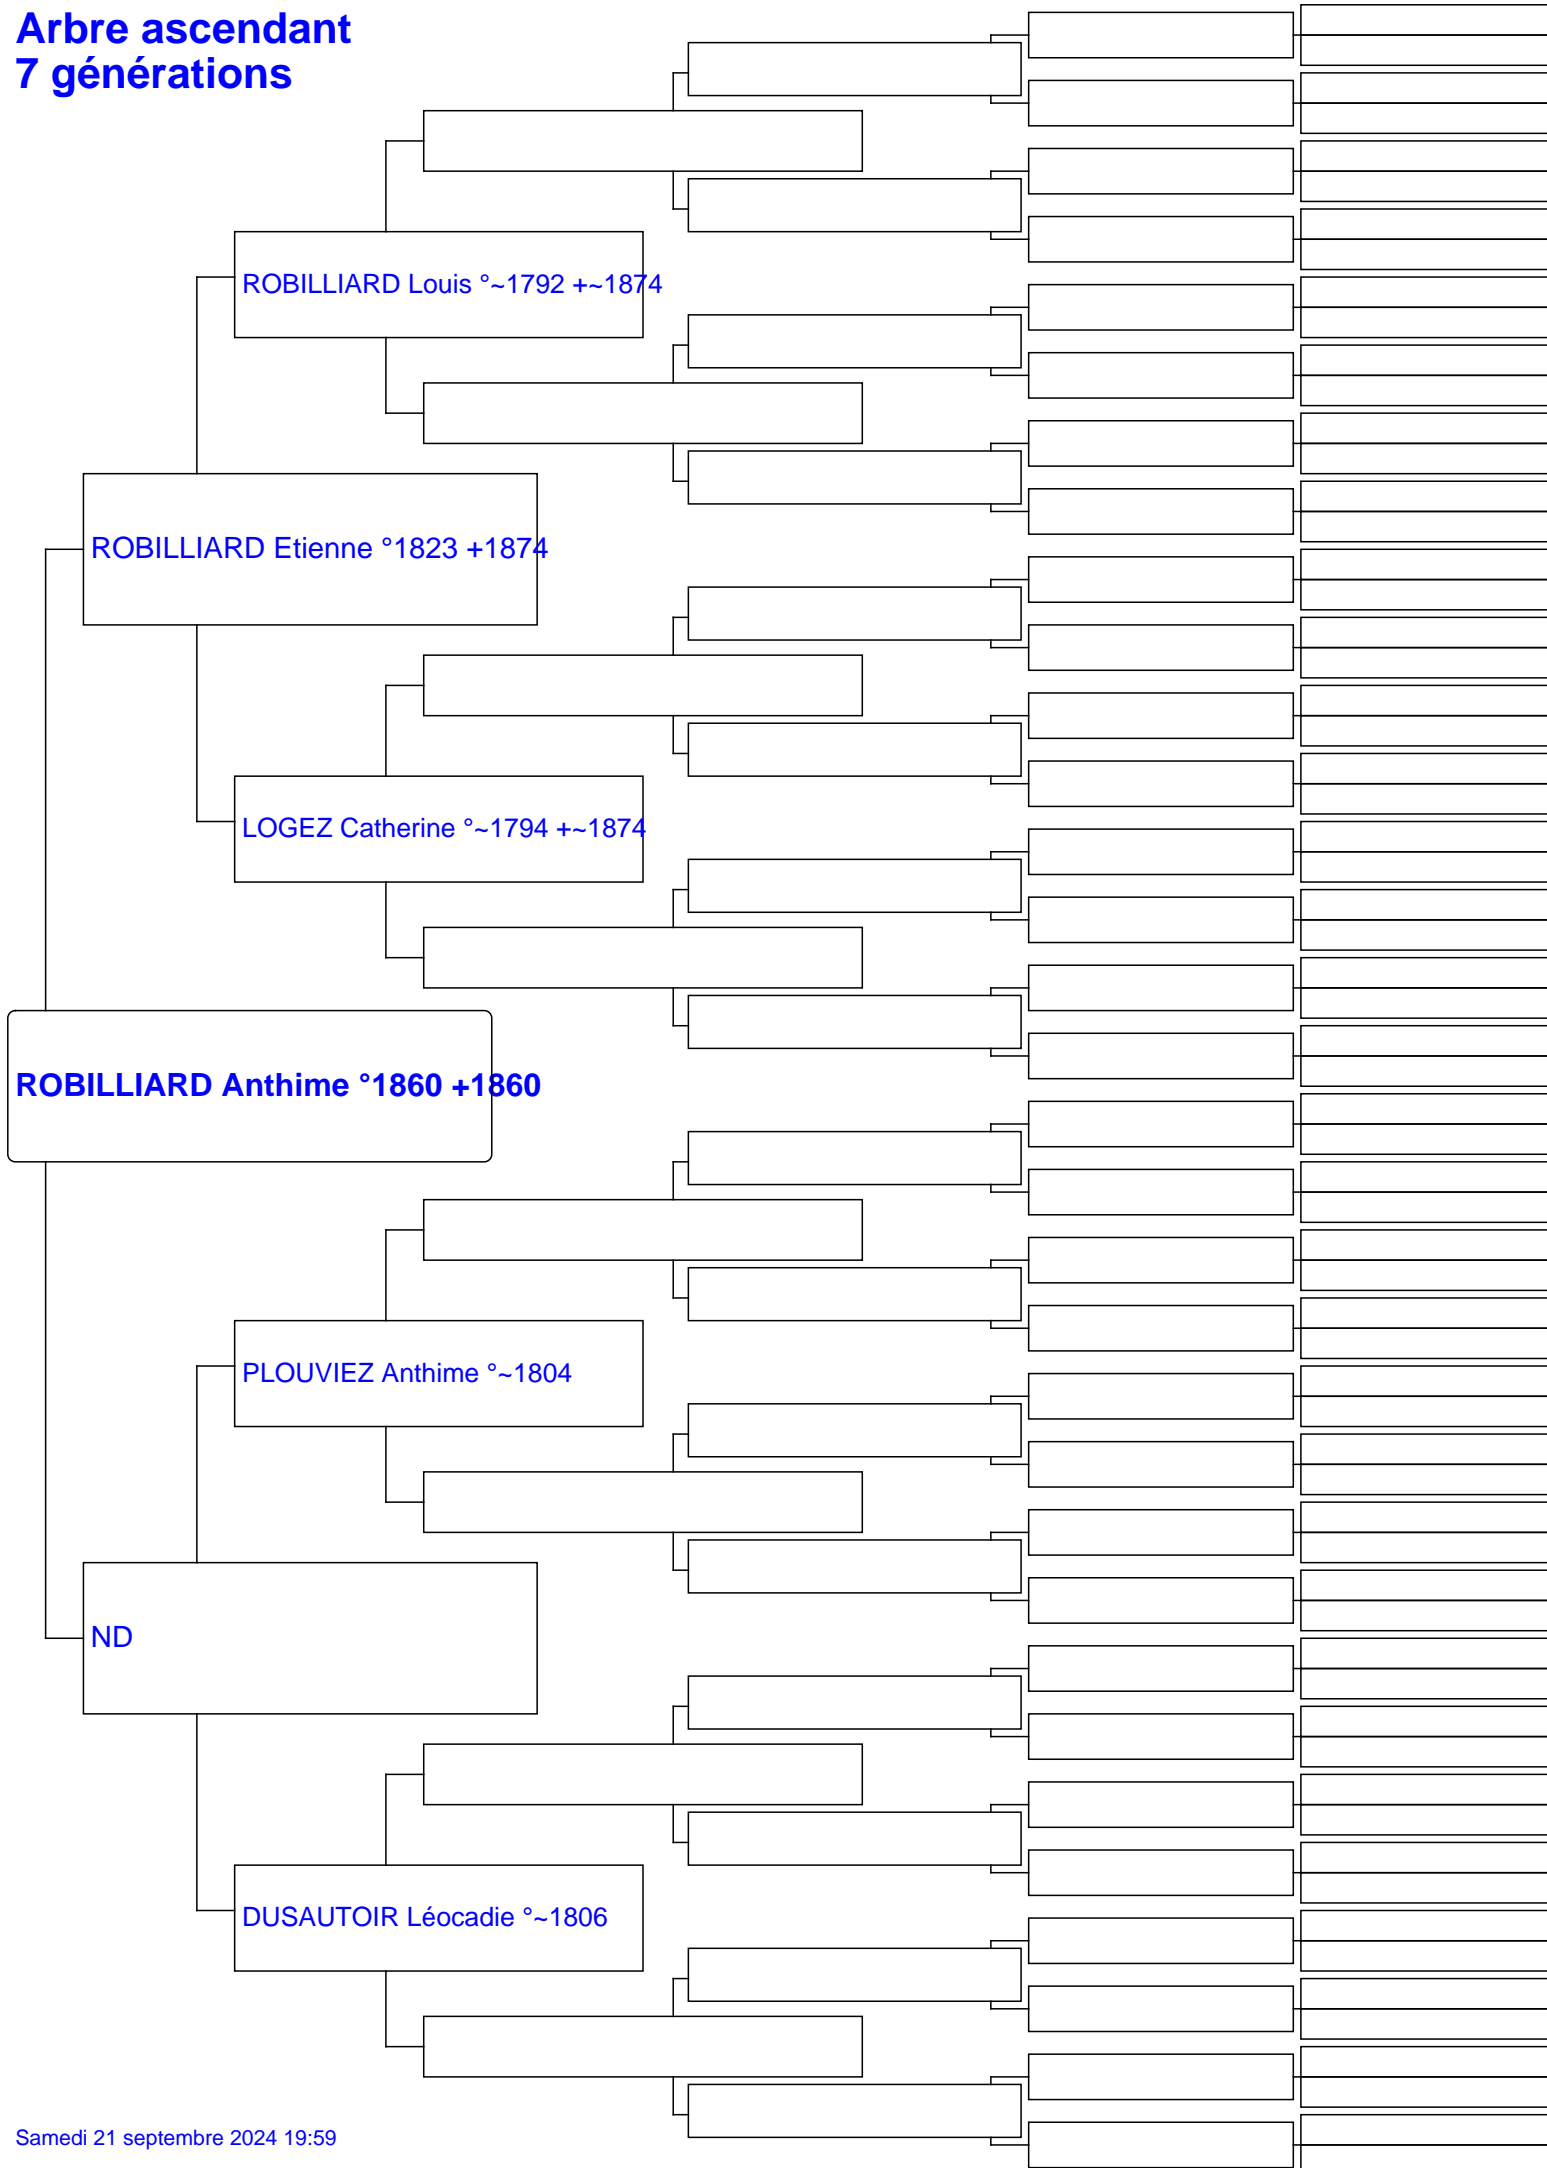 Arbre ascendant
7 générations
ROBILLIARD Louis °~1792 +~1874
ROBILLIARD Etienne °1823 +1874
LOGEZ Catherine °~1794 +~1874
ROBILLIARD Anthime °1860 +1860
PLOUVIEZ Anthime °~1804
ND
DUSAUTOIR Léocadie °~1806
Samedi 21 septembre 2024 19:59